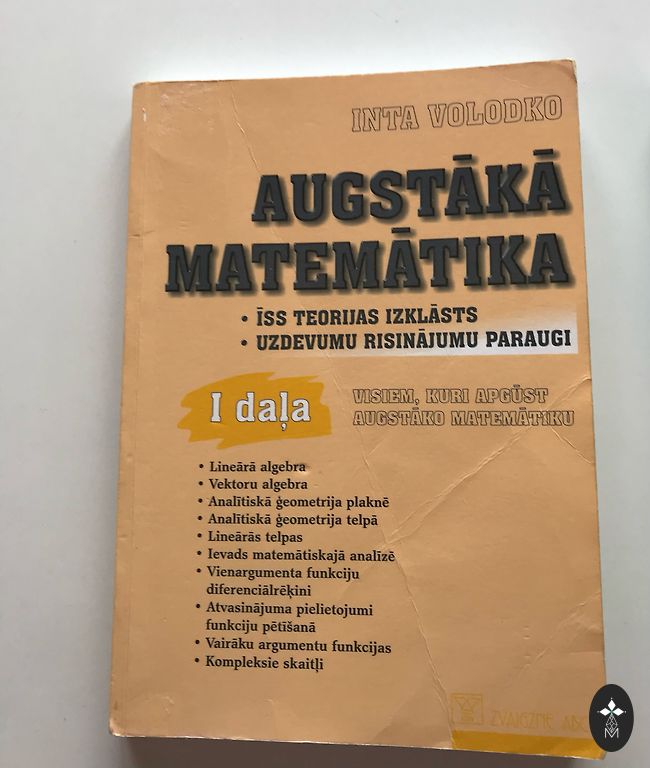 INTA VOLODKO
AUGSTĀKĀ
MATEMĀTIKA
• ĪSS TEORIJAS IZKLĀSTS
• UZDEVUMU RISINĀJUMU PARAUGI
I daļa
VISIEM, KURI APGŪST
AUGSTĀKO MATEMĀTIKU
• Lineārā algebra
• Vektoru algebra
• Analītiskā ģeometrija plaknē
• Analītiskā ģeometrija telpā
• Lineārās telpas
• Ievads matemātiskajā analīzē
• Vienargumenta funkciju
diferenciālrēķini
• Atvasinājuma pielietojumi
funkciju pētīšanā
• Vairāku argumentu funkcijas
• Kompleksie skaitļi
ZVAIGZNE ABC